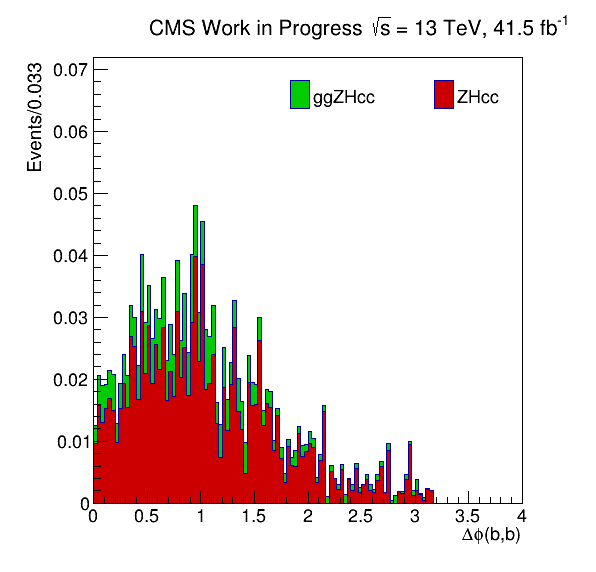 CMS Work in Progress √s = 13 TeV, 41.5 fb⁻¹
Events/0.033
0.07
ggZHcc ZHcc
0.06
0.05
0.04
0.03
0.02
0.01
0
0 0.5 1 1.5 2 2.5 3 3.5 4
Δϕ(b,b)